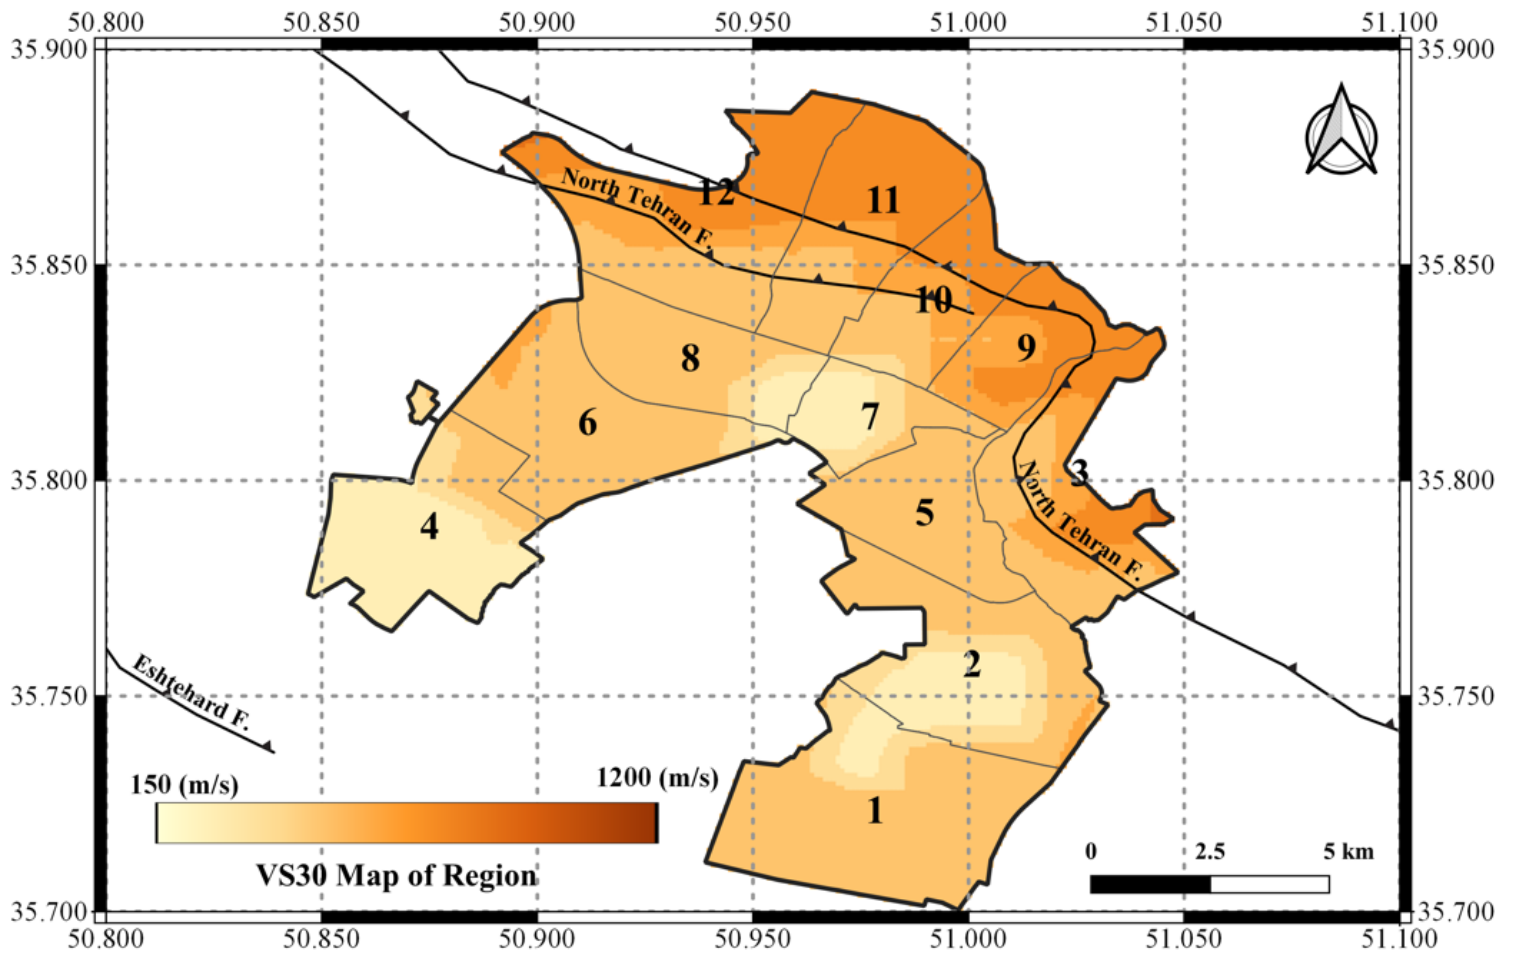 50.800 50.850 50.900 50.950 51.000 51.050 51.100
35.900 35.900
11
12
North Tehran F.
35.850 35.850
10
9
8
7
6
3
35.800 35.800
North Tehran F.
5
4
2
Eshtehard F.
35.750 35.750
150 (m/s) 1200 (m/s)
1
0 2.5 5 km
VS30 Map of Region
35.700 35.700
50.800 50.850 50.900 50.950 51.000 51.050 51.100